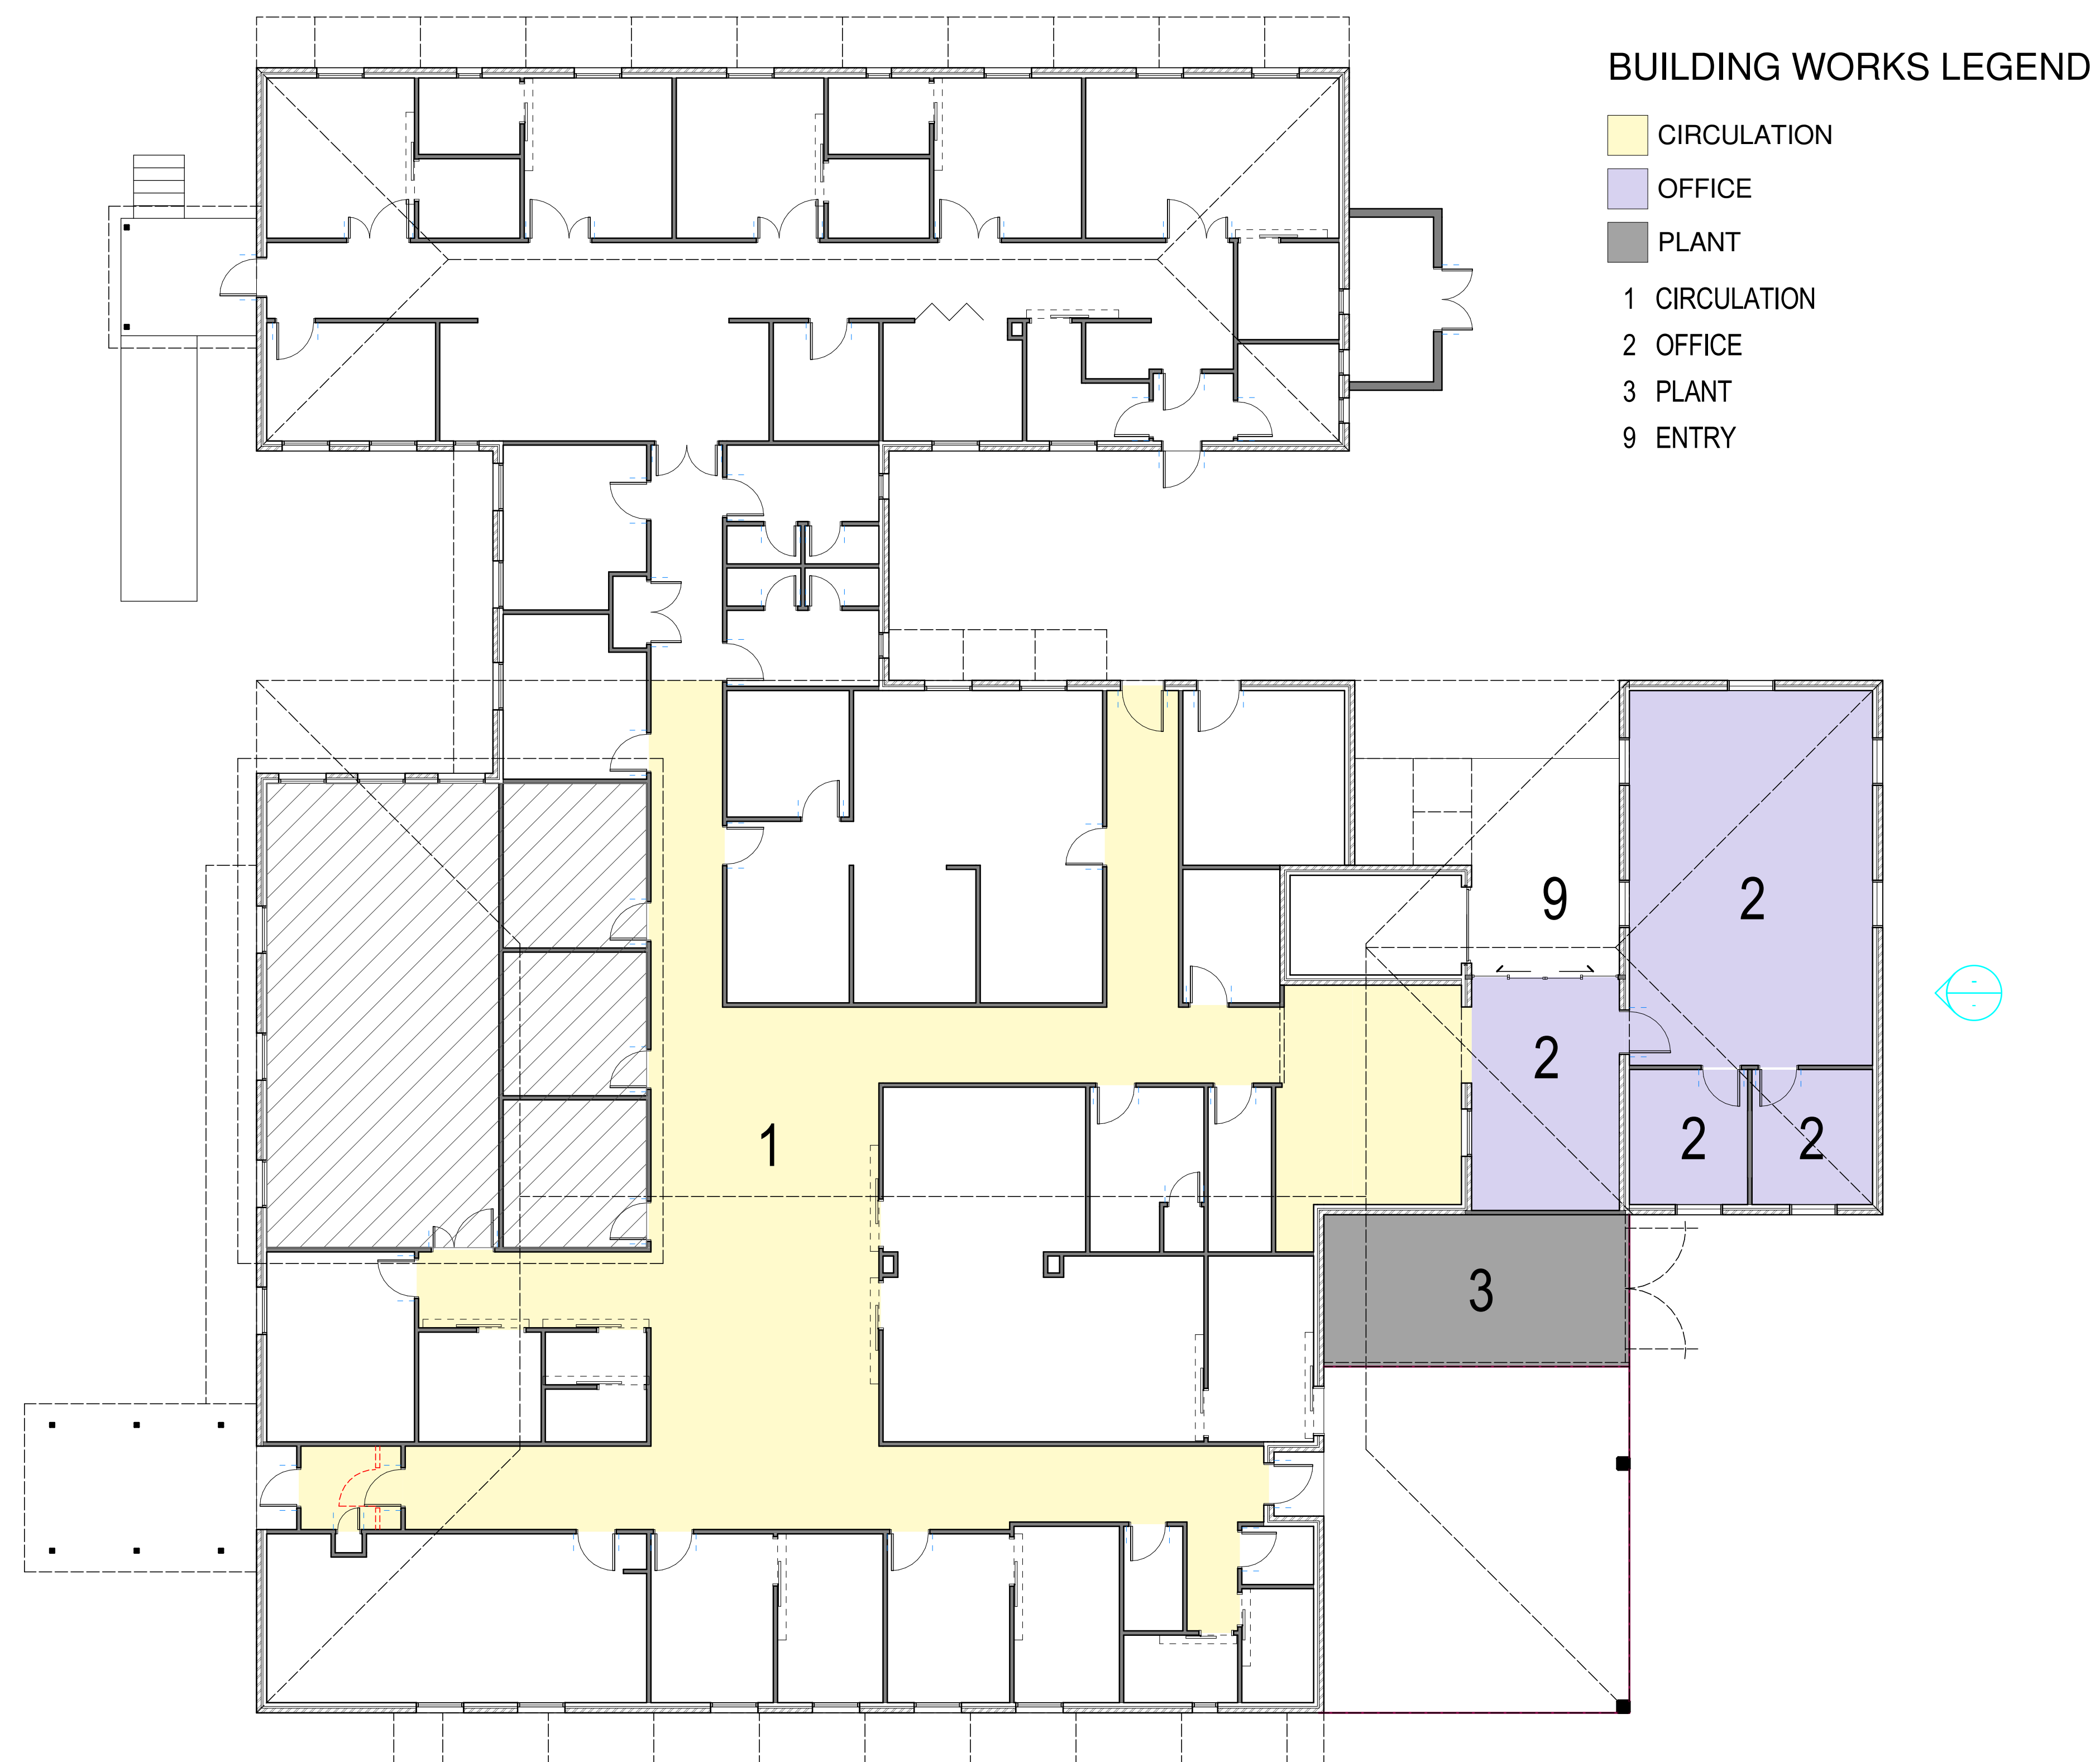 BUILDING WORKS LEGEND
CIRCULATION
OFFICE
PLANT
1 CIRCULATION
2 OFFICE
3 PLANT
9 ENTRY
9
2
2
1
2
2
3